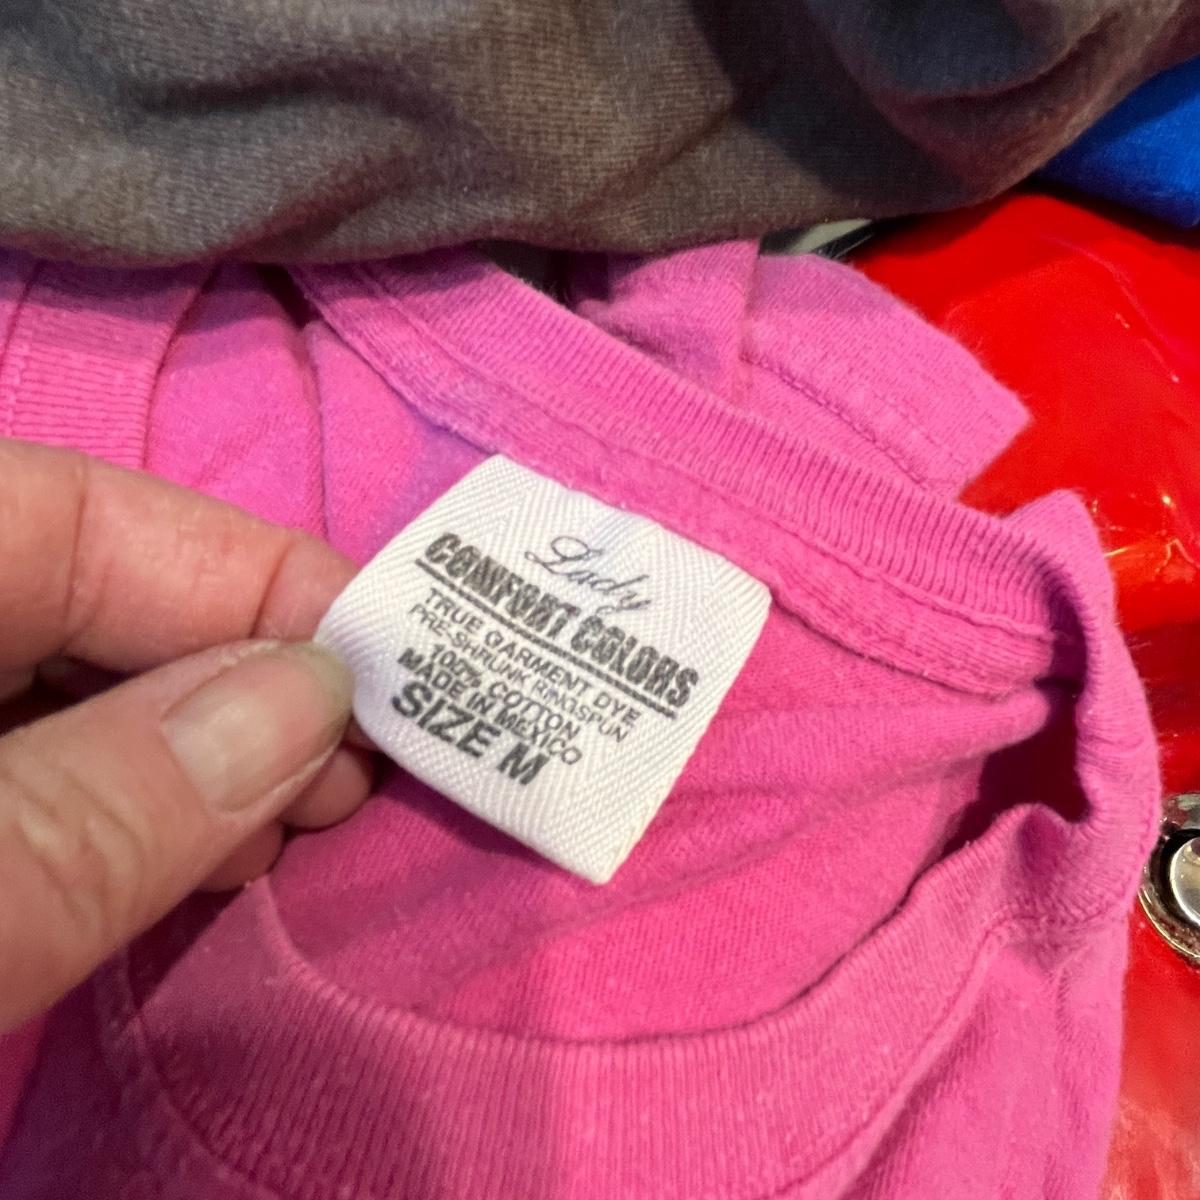 Lady
COMFORT COLORS
TRUE GARMENT DYE
PRE-SHRUNK RINGSPUN
100% COTTON
MADE IN MEXICO
SIZE M